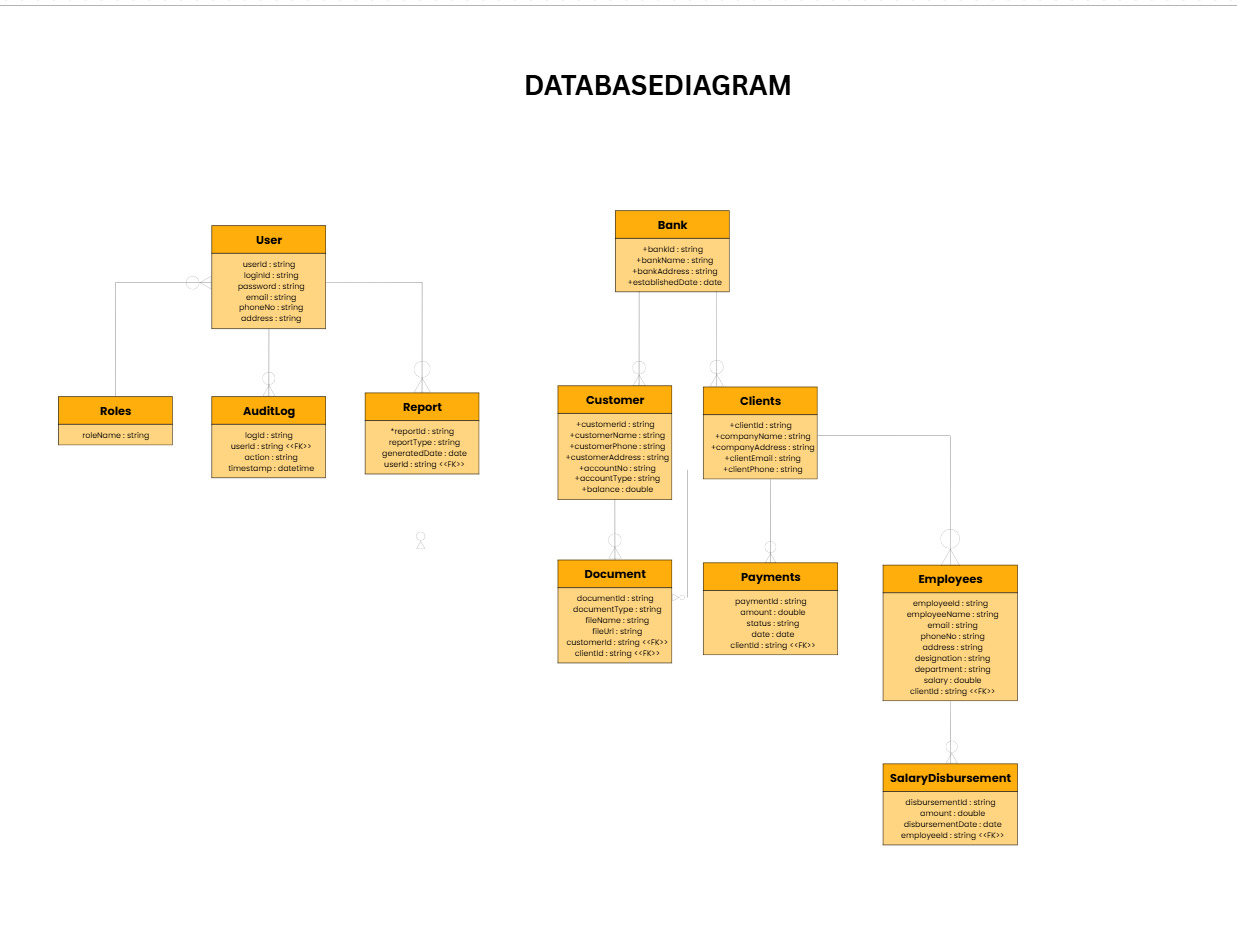 DATABASEDIAGRAM
User
userId : string
loginId : string
password : string
email : string
phoneNo : string
address : string
Bank
+bankId : string
+bankName : string
+bankAddress : string
+establishedDate : date
Roles
roleName : string
AuditLog
logId : string
userId : string <<FK>>
action : string
timestamp : datetime
Report
*reportId : string
reportType : string
generatedDate : date
userId : string <<FK>>
Customer
+customerId : string
+customerName : string
+customerPhone : string
+customerAddress : string
+accountNo : string
+accountType : string
+balance : double
Clients
+clientId : string
+companyName : string
+companyAddress : string
+clientEmail : string
+clientPhone : string
Document
documentId : string
documentType : string
fileName : string
fileUrl : string
customerId : string <<FK>>
clientId : string <<FK>>
Payments
paymentId : string
amount : double
status : string
date : date
clientId : string <<FK>>
Employees
employeeId : string
employeeName : string
email : string
phoneNo : string
address : string
designation : string
department : string
salary : double
clientId : string <<FK>>
SalaryDisbursement
disbursementId : string
amount : double
disbursementDate : date
employeeId : string <<FK>>